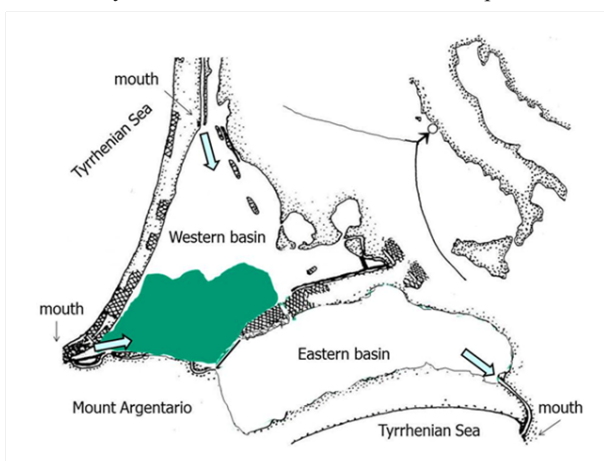 mouth
Tyrrhenian Sea
Western basin
mouth
Eastern basin
Mount Argentario
mouth
Tyrrhenian Sea